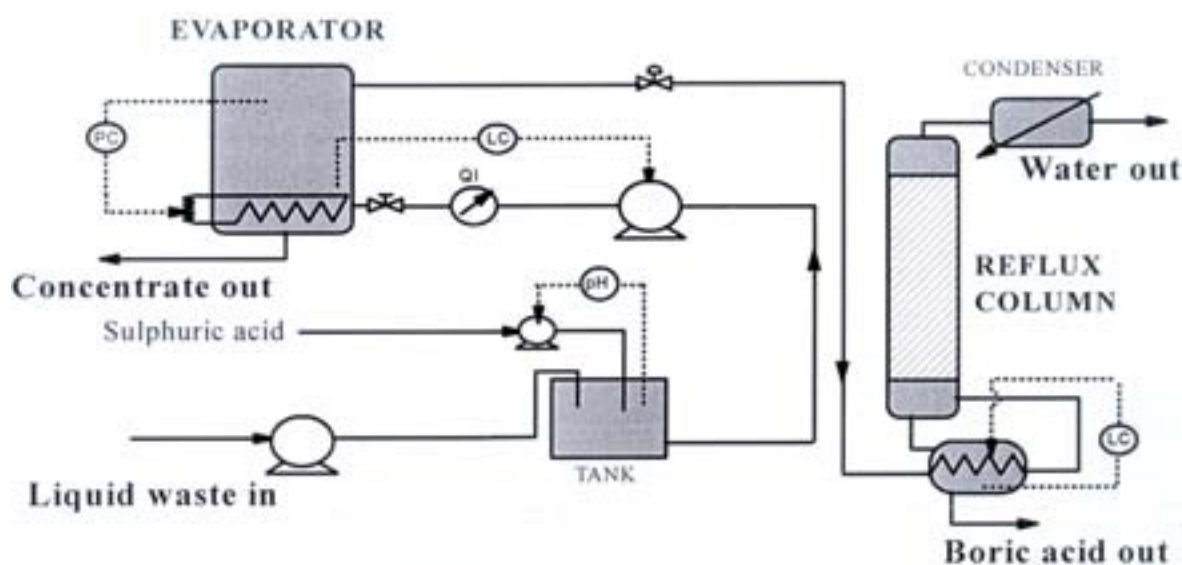 EVAPORATOR
CONDENSER
PC
LC
QI
Water out
Concentrate out
REFLUX
COLUMN
pH
Sulphuric acid
LC
TANK
Liquid waste in
Boric acid out